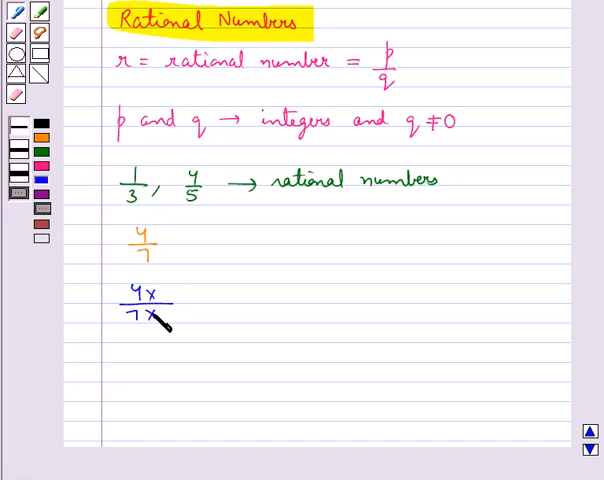 Rational Numbers
r = rational number = p/q
p and q → integers and q ≠ 0
1/3, 4/5 → rational numbers
4/7
4×/7×